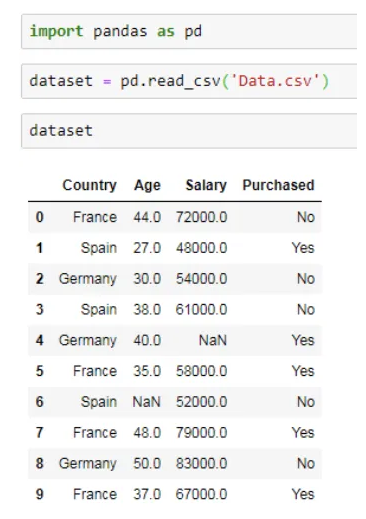 import pandas as pd
dataset = pd.read_csv('Data.csv')
dataset
Country Age Salary Purchased
0 France 44.0 72000.0 No
1 Spain 27.0 48000.0 Yes
2 Germany 30.0 54000.0 No
3 Spain 38.0 61000.0 No
4 Germany 40.0 NaN Yes
5 France 35.0 58000.0 Yes
6 Spain NaN 52000.0 No
7 France 48.0 79000.0 Yes
8 Germany 50.0 83000.0 No
9 France 37.0 67000.0 Yes